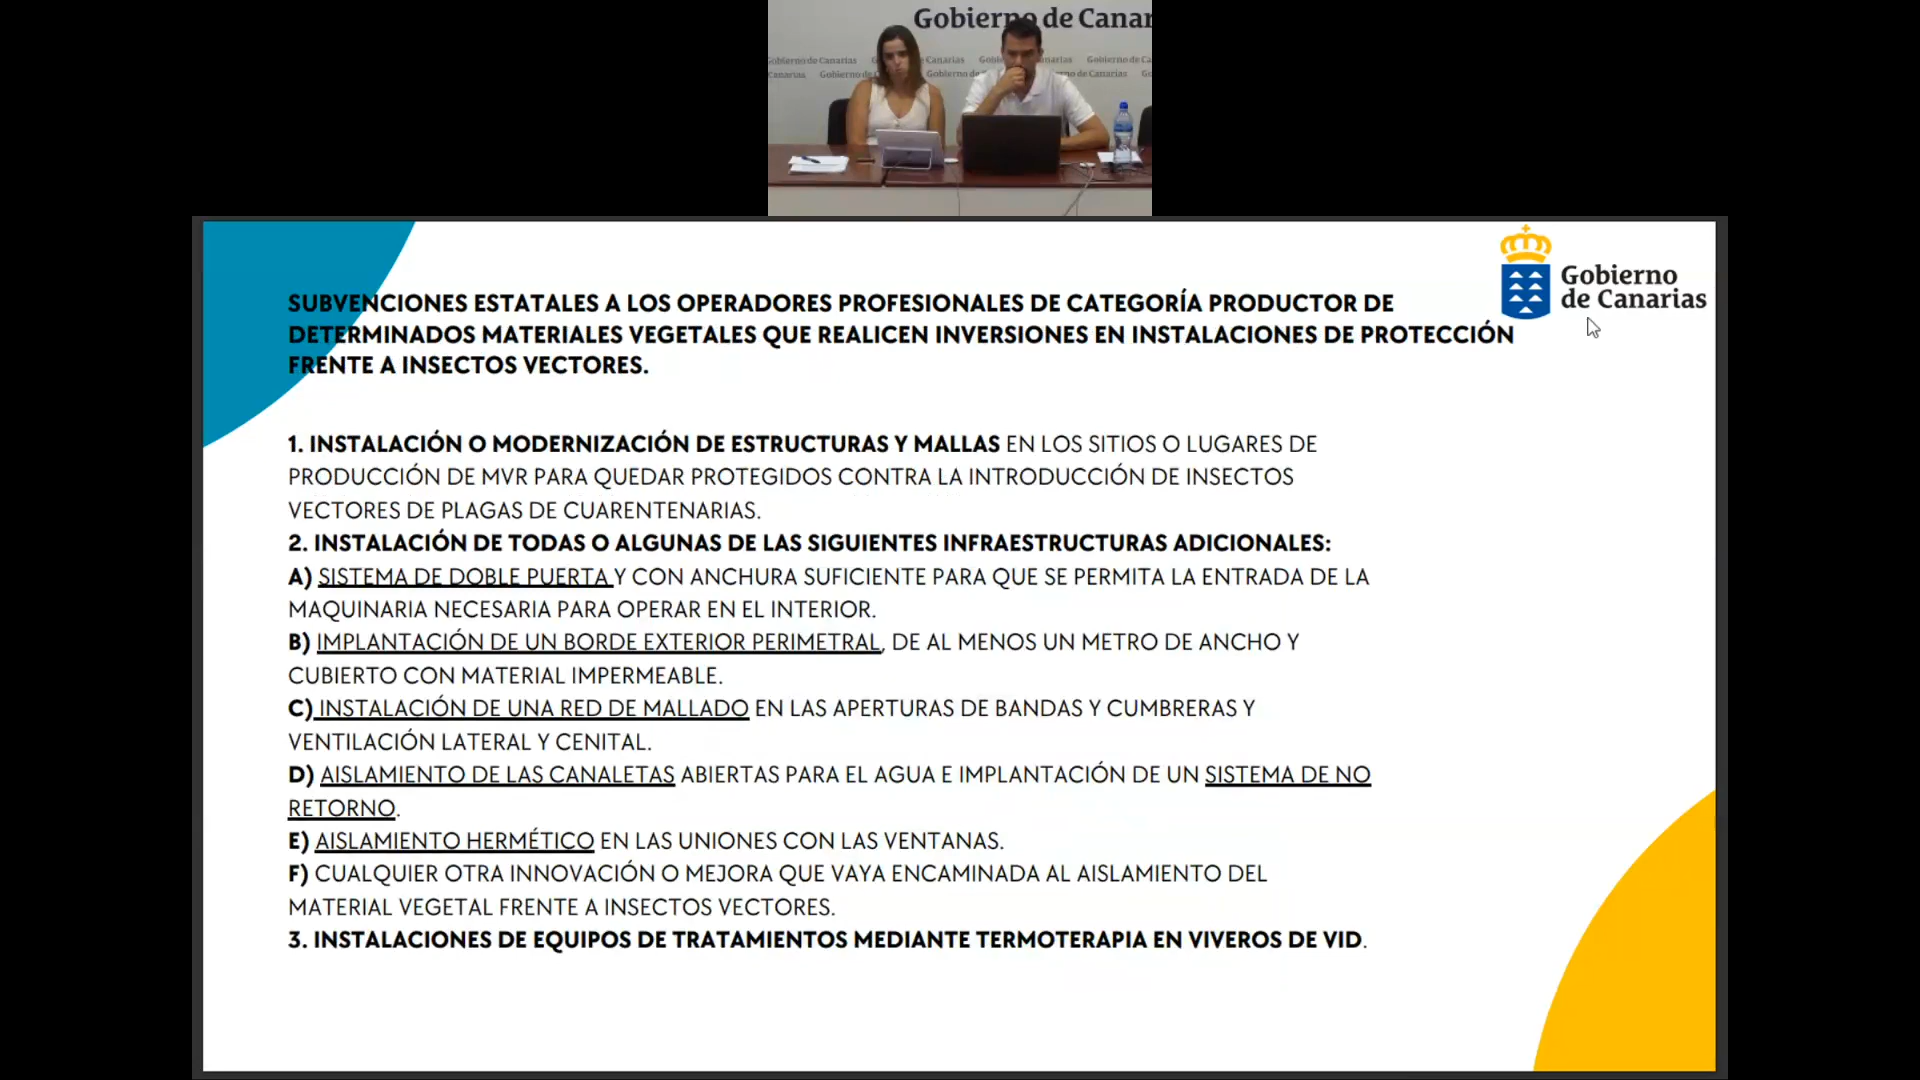 Gobierno de Canar
Gobierno de Canarias
Gobierno
de Canarias
SUBVENCIONES ESTATALES A LOS OPERADORES PROFESIONALES DE CATEGORÍA PRODUCTOR DE
DETERMINADOS MATERIALES VEGETALES QUE REALICEN INVERSIONES EN INSTALACIONES DE PROTECCIÓN
FRENTE A INSECTOS VECTORES.
1. INSTALACIÓN O MODERNIZACIÓN DE ESTRUCTURAS Y MALLAS EN LOS SITIOS O LUGARES DE
PRODUCCIÓN DE MVR PARA QUEDAR PROTEGIDOS CONTRA LA INTRODUCCIÓN DE INSECTOS
VECTORES DE PLAGAS DE CUARENTENARIAS.
2. INSTALACIÓN DE TODAS O ALGUNAS DE LAS SIGUIENTES INFRAESTRUCTURAS ADICIONALES:
A) SISTEMA DE DOBLE PUERTA Y CON ANCHURA SUFICIENTE PARA QUE SE PERMITA LA ENTRADA DE LA
MAQUINARIA NECESARIA PARA OPERAR EN EL INTERIOR.
B) IMPLANTACIÓN DE UN BORDE EXTERIOR PERIMETRAL, DE AL MENOS UN METRO DE ANCHO Y
CUBIERTO CON MATERIAL IMPERMEABLE.
C) INSTALACIÓN DE UNA RED DE MALLADO EN LAS APERTURAS DE BANDAS Y CUMBRERAS Y
VENTILACIÓN LATERAL Y CENITAL.
D) AISLAMIENTO DE LAS CANALETAS ABIERTAS PARA EL AGUA E IMPLANTACIÓN DE UN SISTEMA DE NO
RETORNO.
E) AISLAMIENTO HERMÉTICO EN LAS UNIONES CON LAS VENTANAS.
F) CUALQUIER OTRA INNOVACIÓN O MEJORA QUE VAYA ENCAMINADA AL AISLAMIENTO DEL
MATERIAL VEGETAL FRENTE A INSECTOS VECTORES.
3. INSTALACIONES DE EQUIPOS DE TRATAMIENTOS MEDIANTE TERMOTERAPIA EN VIVEROS DE VID.